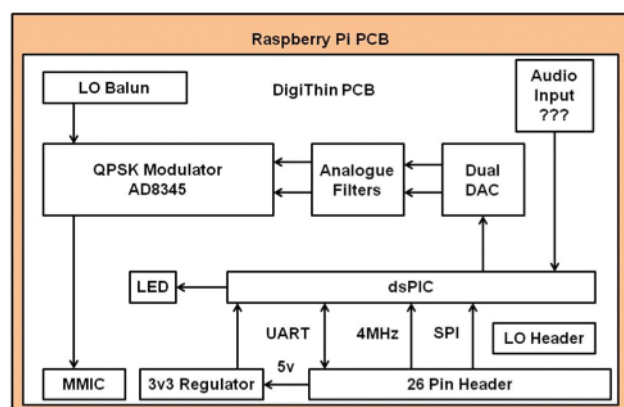 Raspberry Pi PCB
LO Balun
DigiThin PCB
Audio
Input
???
QPSK Modulator
AD8345
Analogue
Filters
Dual
DAC
LED
dsPIC
UART
4MHz
SPI
LO Header
5v
MMIC
3v3 Regulator
26 Pin Header